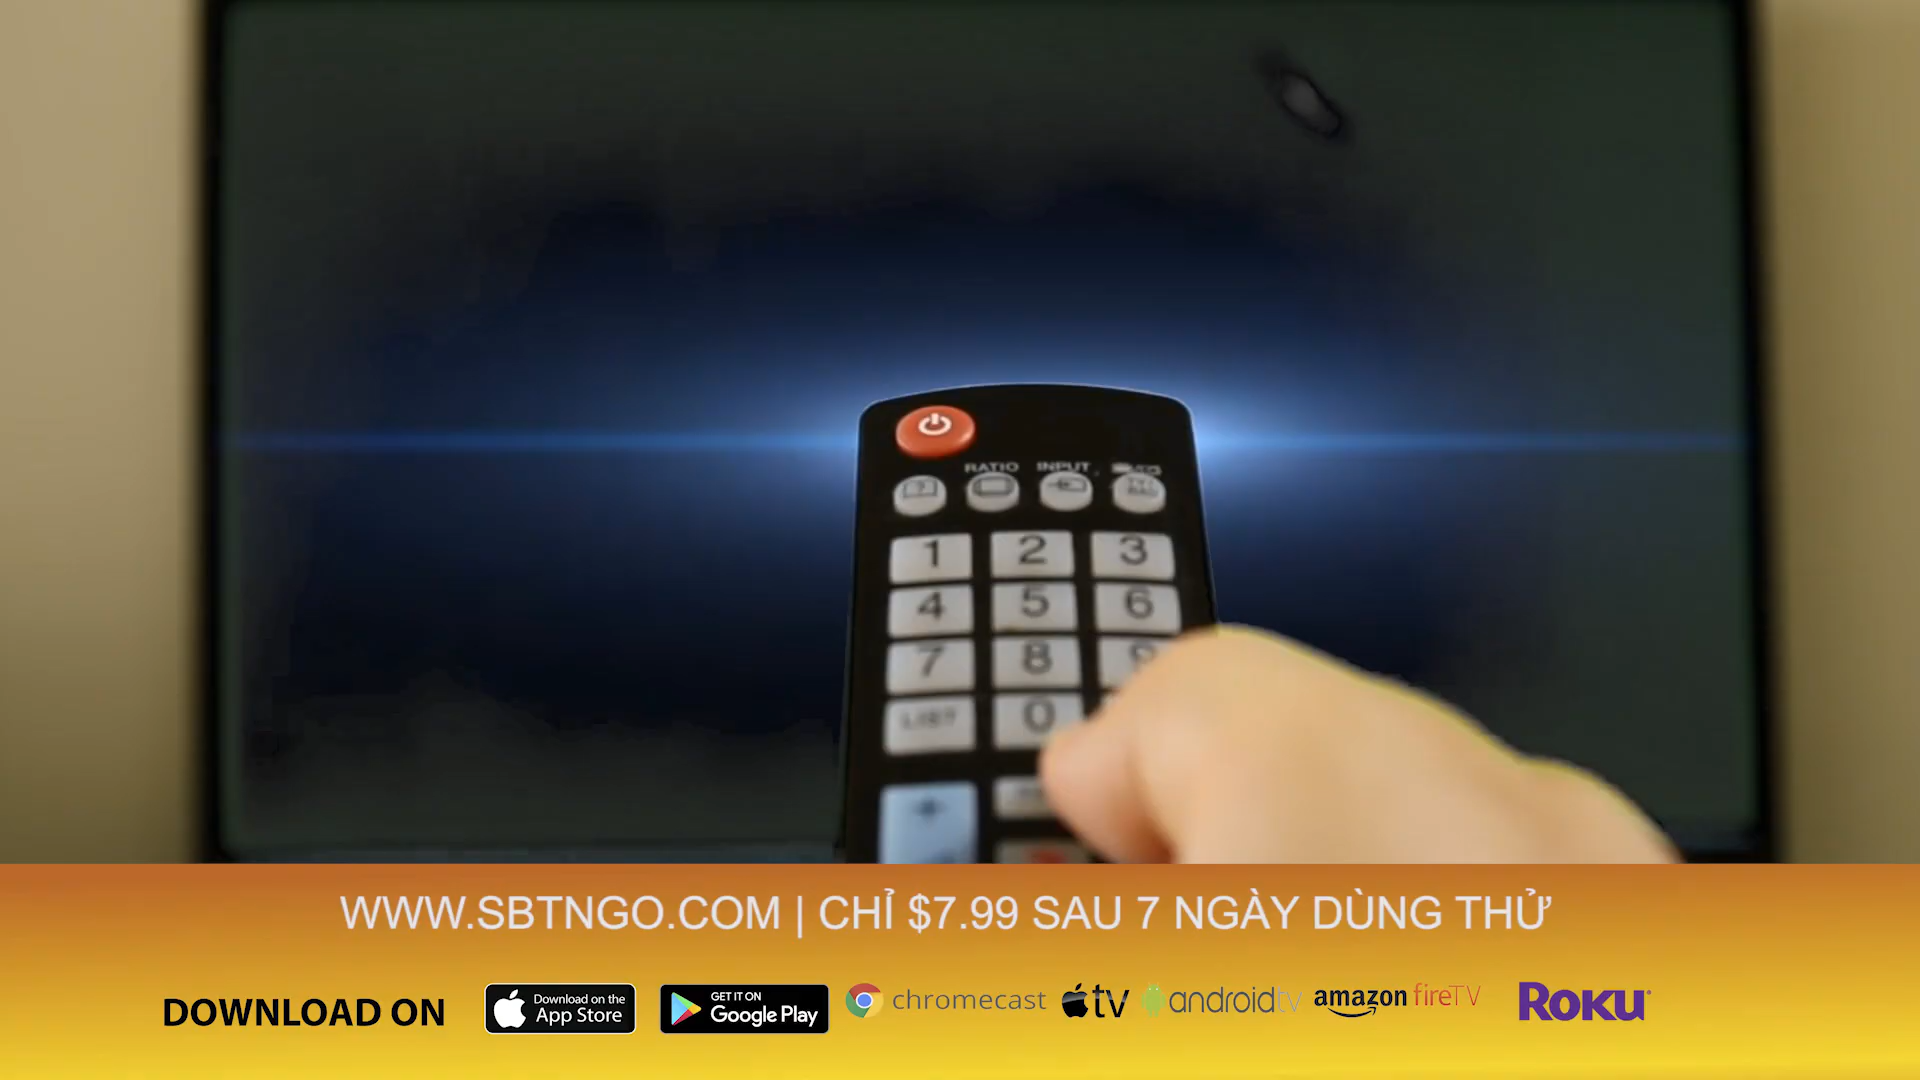 RATIO INPUT
1 2 3
4 5 6
7 8 9
LIST 0
WWW.SBTNGO.COM | CHỈ $7.99 SAU 7 NGÀY DÙNG THỬ
DOWNLOAD ON
Download on the
App Store
GET IT ON
Google Play
chromecast
tv
androidtv
amazon fireTV
ROKU